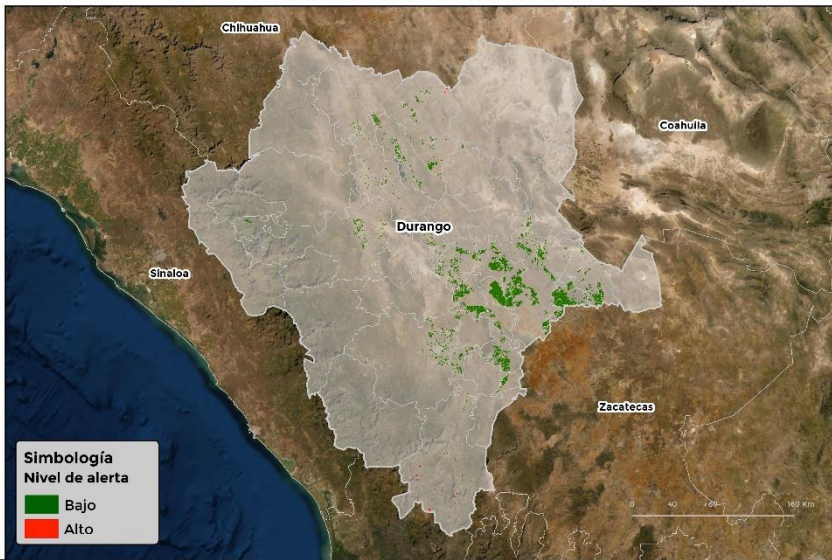 Chihuahua
Coahuila
Durango
Sinaloa
Zacatecas
Simbología
Nivel de alerta
Bajo
Alto
0 40 80 160 Km